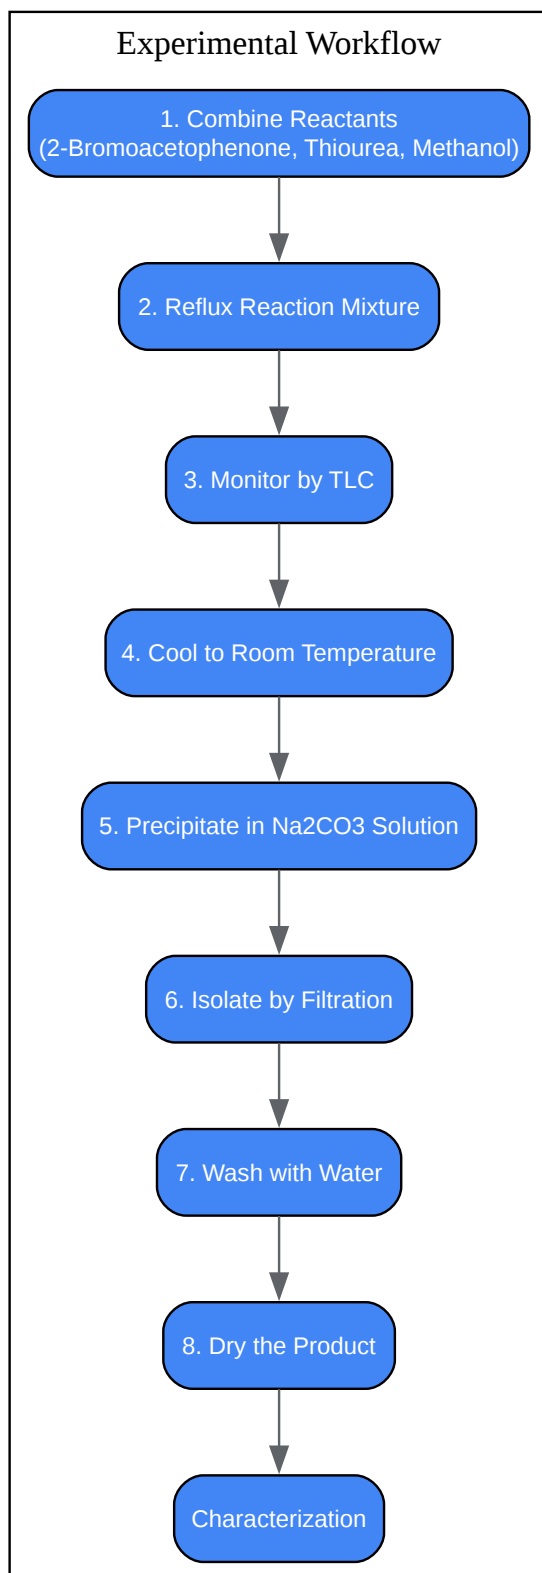 Experimental Workflow
1. Combine Reactants
(2-Bromoacetophenone, Thiourea, Methanol)
2. Reflux Reaction Mixture
3. Monitor by TLC
4. Cool to Room Temperature
5. Precipitate in Na2CO3 Solution
6. Isolate by Filtration
7. Wash with Water
8. Dry the Product
Characterization